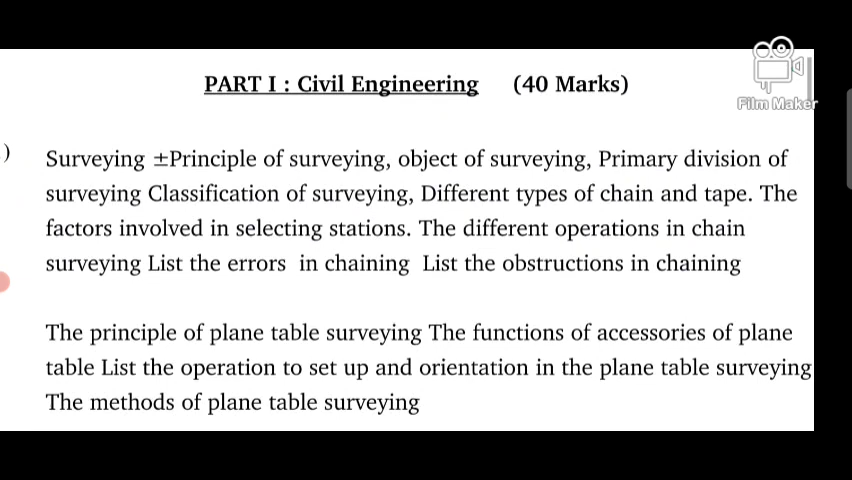 PART I : Civil Engineering (40 Marks)
Film Maker
)
Surveying ±Principle of surveying, object of surveying, Primary division of
surveying Classification of surveying, Different types of chain and tape. The
factors involved in selecting stations. The different operations in chain
surveying List the errors in chaining List the obstructions in chaining
The principle of plane table surveying The functions of accessories of plane
table List the operation to set up and orientation in the plane table surveying
The methods of plane table surveying